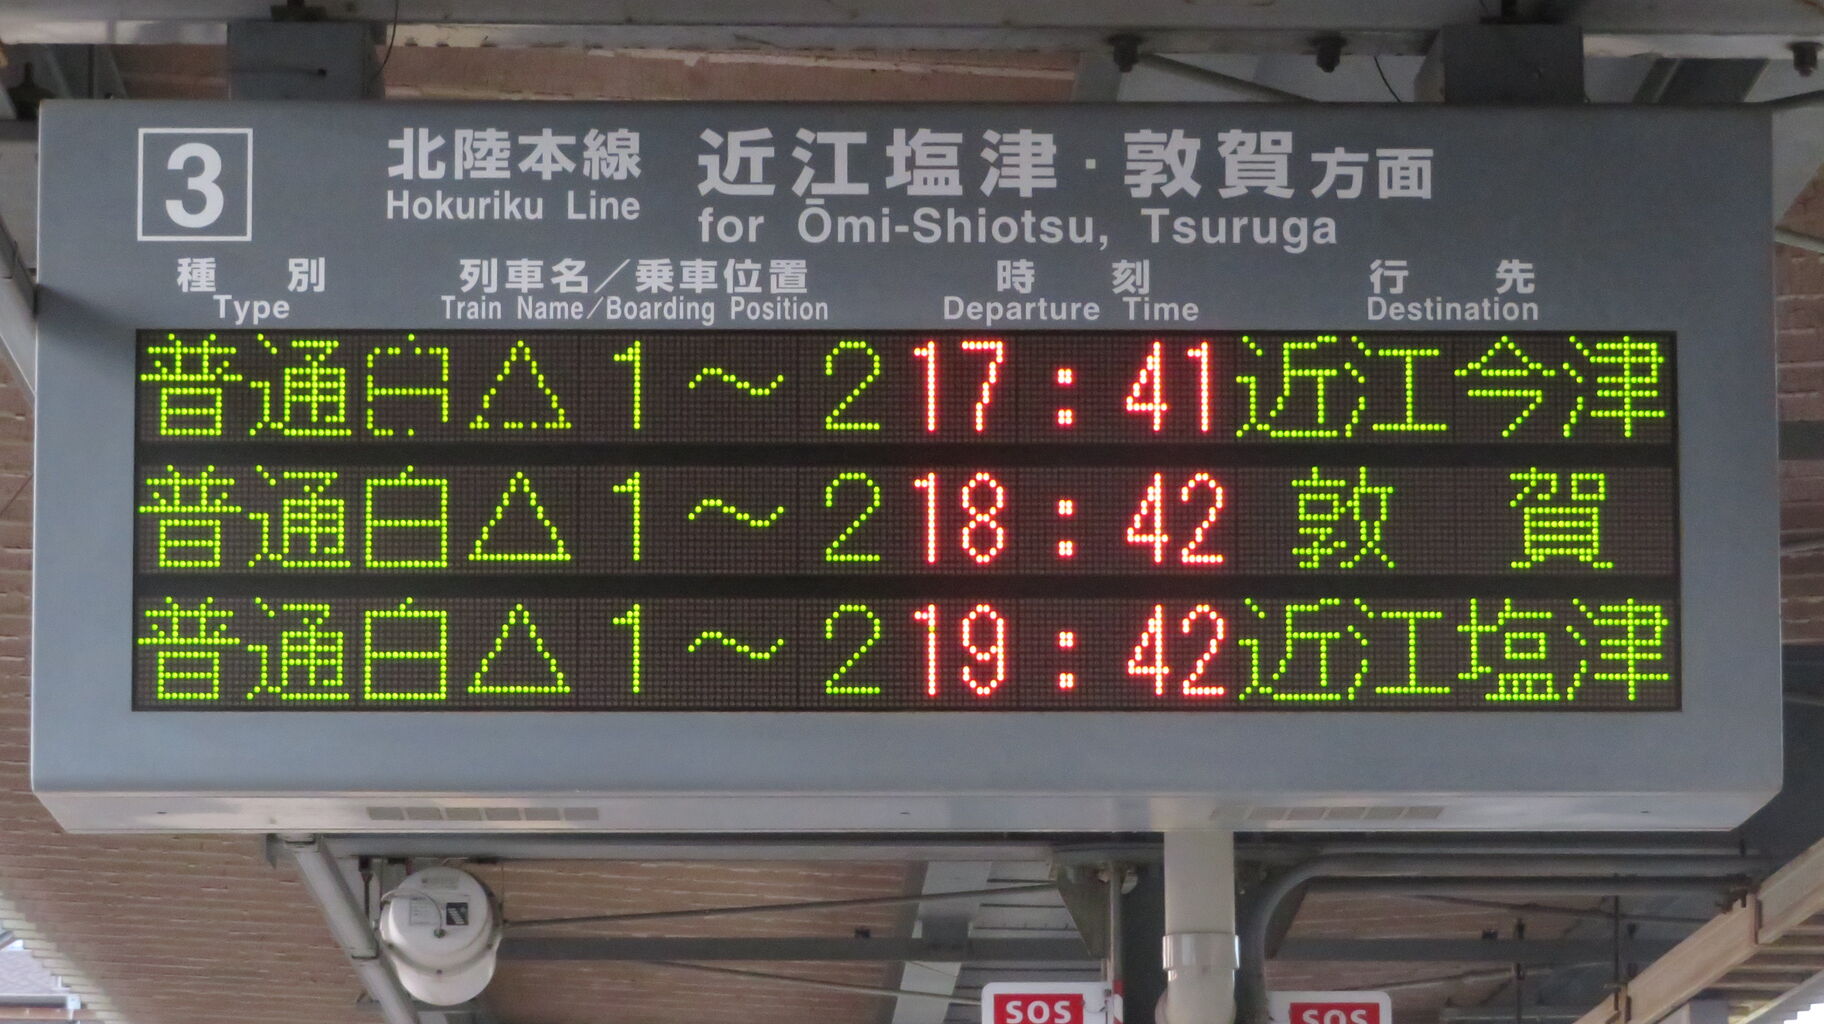 3 北陸本線 近江塩津・敦賀方面
Hokuriku Line for Ōmi-Shiotsu, Tsuruga
種別 列車名／乗車位置 時刻 行先
Type Train Name/Boarding Position Departure Time Destination
普通 白△1～2 17:41 近江今津
普通 白△1～2 18:42 敦賀
普通 白△1～2 19:42 近江塩津
SOS SOS